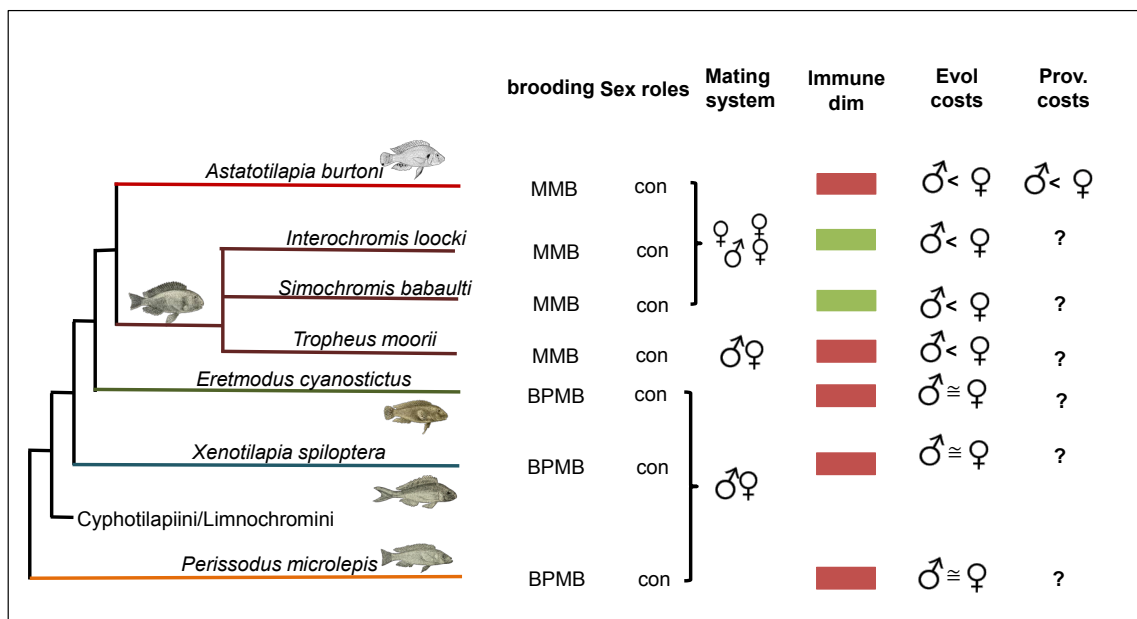 brooding Sex roles Mating system Immune dim Evol costs Prov. costs
Astatotilapia burtoni MMB con ♂< ♀ ♂< ♀
Interochromis loocki MMB con ♀ ♂ ♀ ♀ ♂< ♀ ?
Simochromis babaulti MMB con ♂< ♀ ?
Tropheus moorii MMB con ♂♀ ♂< ♀ ?
Eretmodus cyanostictus BPMB con ♂≅ ♀ ?
Xenotilapia spiloptera BPMB con ♂♀ ♂≅ ♀ ?
Cyphotilapiini/Limnochromini
Perissodus microlepis BPMB con ♂≅ ♀ ?